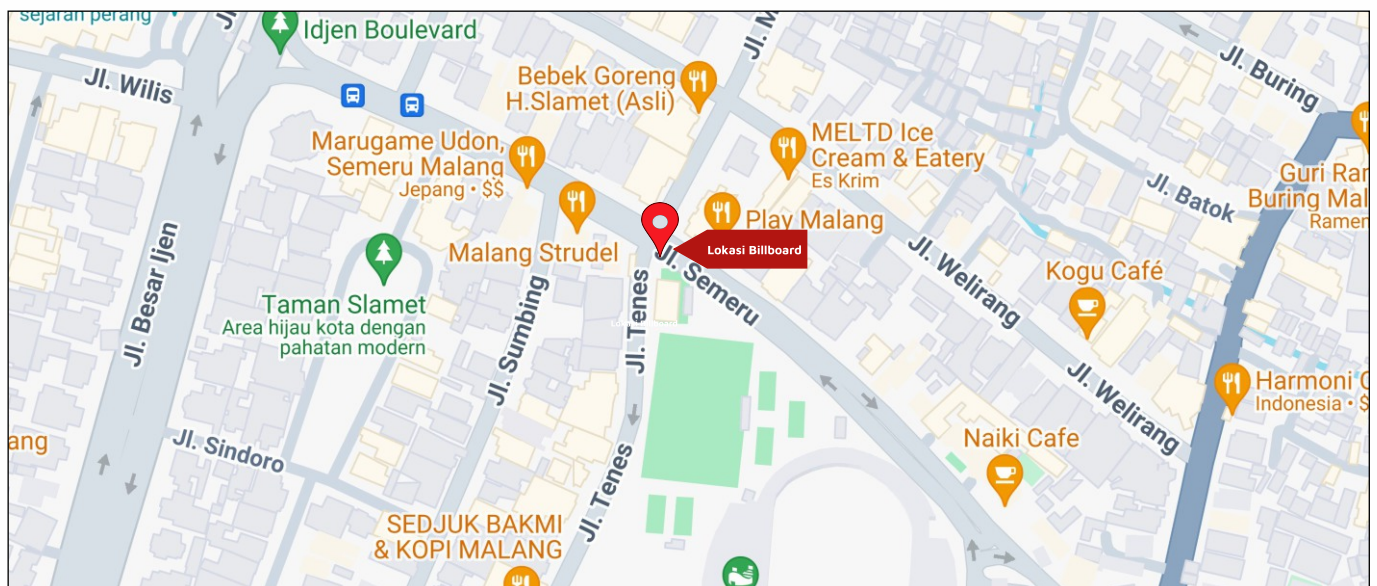 sejarah perang
Idjen Boulevard
Jl. Wilis
Bebek Goreng
H.Slamet (Asli)
Jl. M
Jl. Buring
Marugame Udon,
Semeru Malang
Jepang • $$
MELTD Ice
Cream & Eatery
Es Krim
Guri Ra
Buring Mal
Ramen
Jl. Batok
Play Malang
Lokasi Billboard
Malang Strudel
Jl. Semeru
Jl. Welirang
Kogu Café
Jl. Besar Ijen
Taman Slamet
Area hijau kota dengan
pahatan modern
Jl. Sumbing
Jl. Tenes
Jl. Welirang
Harmoni
Indonesia • $
ang
Jl. Sindoro
Jl. Tenes
Naiki Cafe
SEDJUK BAKMI
& KOPI MALANG